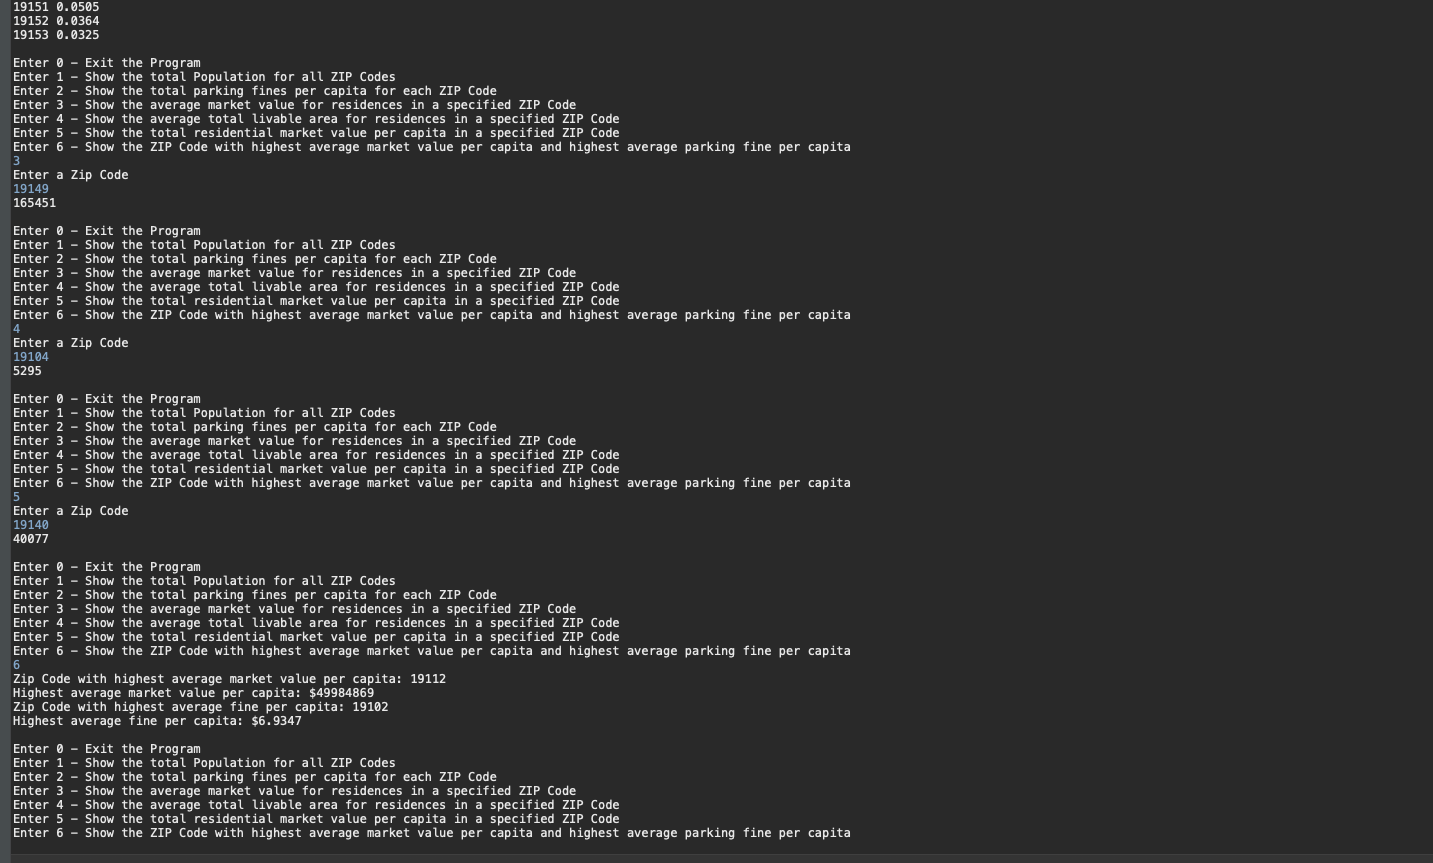 19151 0.0505
19152 0.0364
19153 0.0325
Enter 0 – Exit the Program
Enter 1 – Show the total Population for all ZIP Codes
Enter 2 – Show the total parking fines per capita for each ZIP Code
Enter 3 – Show the average market value for residences in a specified ZIP Code
Enter 4 – Show the average total livable area for residences in a specified ZIP Code
Enter 5 – Show the total residential market value per capita in a specified ZIP Code
Enter 6 – Show the ZIP Code with highest average market value per capita and highest average parking fine per capita
3
Enter a Zip Code
19149
165451
Enter 0 – Exit the Program
Enter 1 – Show the total Population for all ZIP Codes
Enter 2 – Show the total parking fines per capita for each ZIP Code
Enter 3 – Show the average market value for residences in a specified ZIP Code
Enter 4 – Show the average total livable area for residences in a specified ZIP Code
Enter 5 – Show the total residential market value per capita in a specified ZIP Code
Enter 6 – Show the ZIP Code with highest average market value per capita and highest average parking fine per capita
4
Enter a Zip Code
19104
5295
Enter 0 – Exit the Program
Enter 1 – Show the total Population for all ZIP Codes
Enter 2 – Show the total parking fines per capita for each ZIP Code
Enter 3 – Show the average market value for residences in a specified ZIP Code
Enter 4 – Show the average total livable area for residences in a specified ZIP Code
Enter 5 – Show the total residential market value per capita in a specified ZIP Code
Enter 6 – Show the ZIP Code with highest average market value per capita and highest average parking fine per capita
5
Enter a Zip Code
19140
40077
Enter 0 – Exit the Program
Enter 1 – Show the total Population for all ZIP Codes
Enter 2 – Show the total parking fines per capita for each ZIP Code
Enter 3 – Show the average market value for residences in a specified ZIP Code
Enter 4 – Show the average total livable area for residences in a specified ZIP Code
Enter 5 – Show the total residential market value per capita in a specified ZIP Code
Enter 6 – Show the ZIP Code with highest average market value per capita and highest average parking fine per capita
6
Zip Code with highest average market value per capita: 19112
Highest average market value per capita: $49984869
Zip Code with highest average fine per capita: 19102
Highest average fine per capita: $6.9347
Enter 0 – Exit the Program
Enter 1 – Show the total Population for all ZIP Codes
Enter 2 – Show the total parking fines per capita for each ZIP Code
Enter 3 – Show the average market value for residences in a specified ZIP Code
Enter 4 – Show the average total livable area for residences in a specified ZIP Code
Enter 5 – Show the total residential market value per capita in a specified ZIP Code
Enter 6 – Show the ZIP Code with highest average market value per capita and highest average parking fine per capita